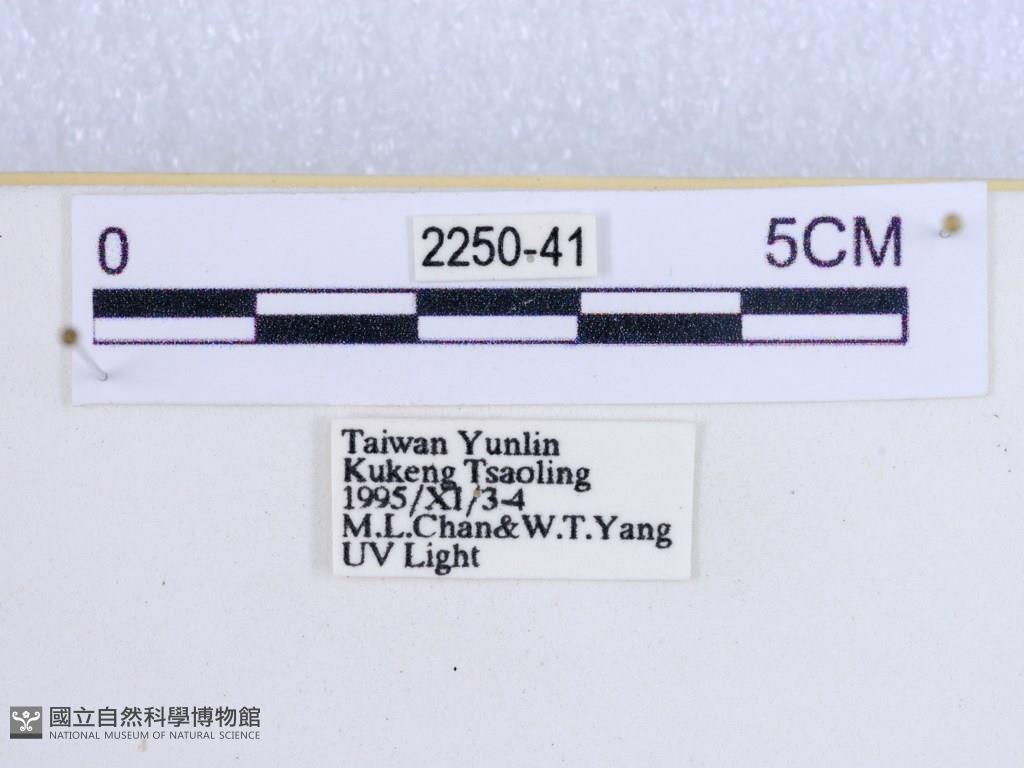 0 2250-41 5CM
Taiwan Yunlin
Kukeng Tsaoling
1995/XI/3-4
M.L.Chan&W.T.Yang
UV Light
國立自然科學博物館
NATIONAL MUSEUM OF NATURAL SCIENCE